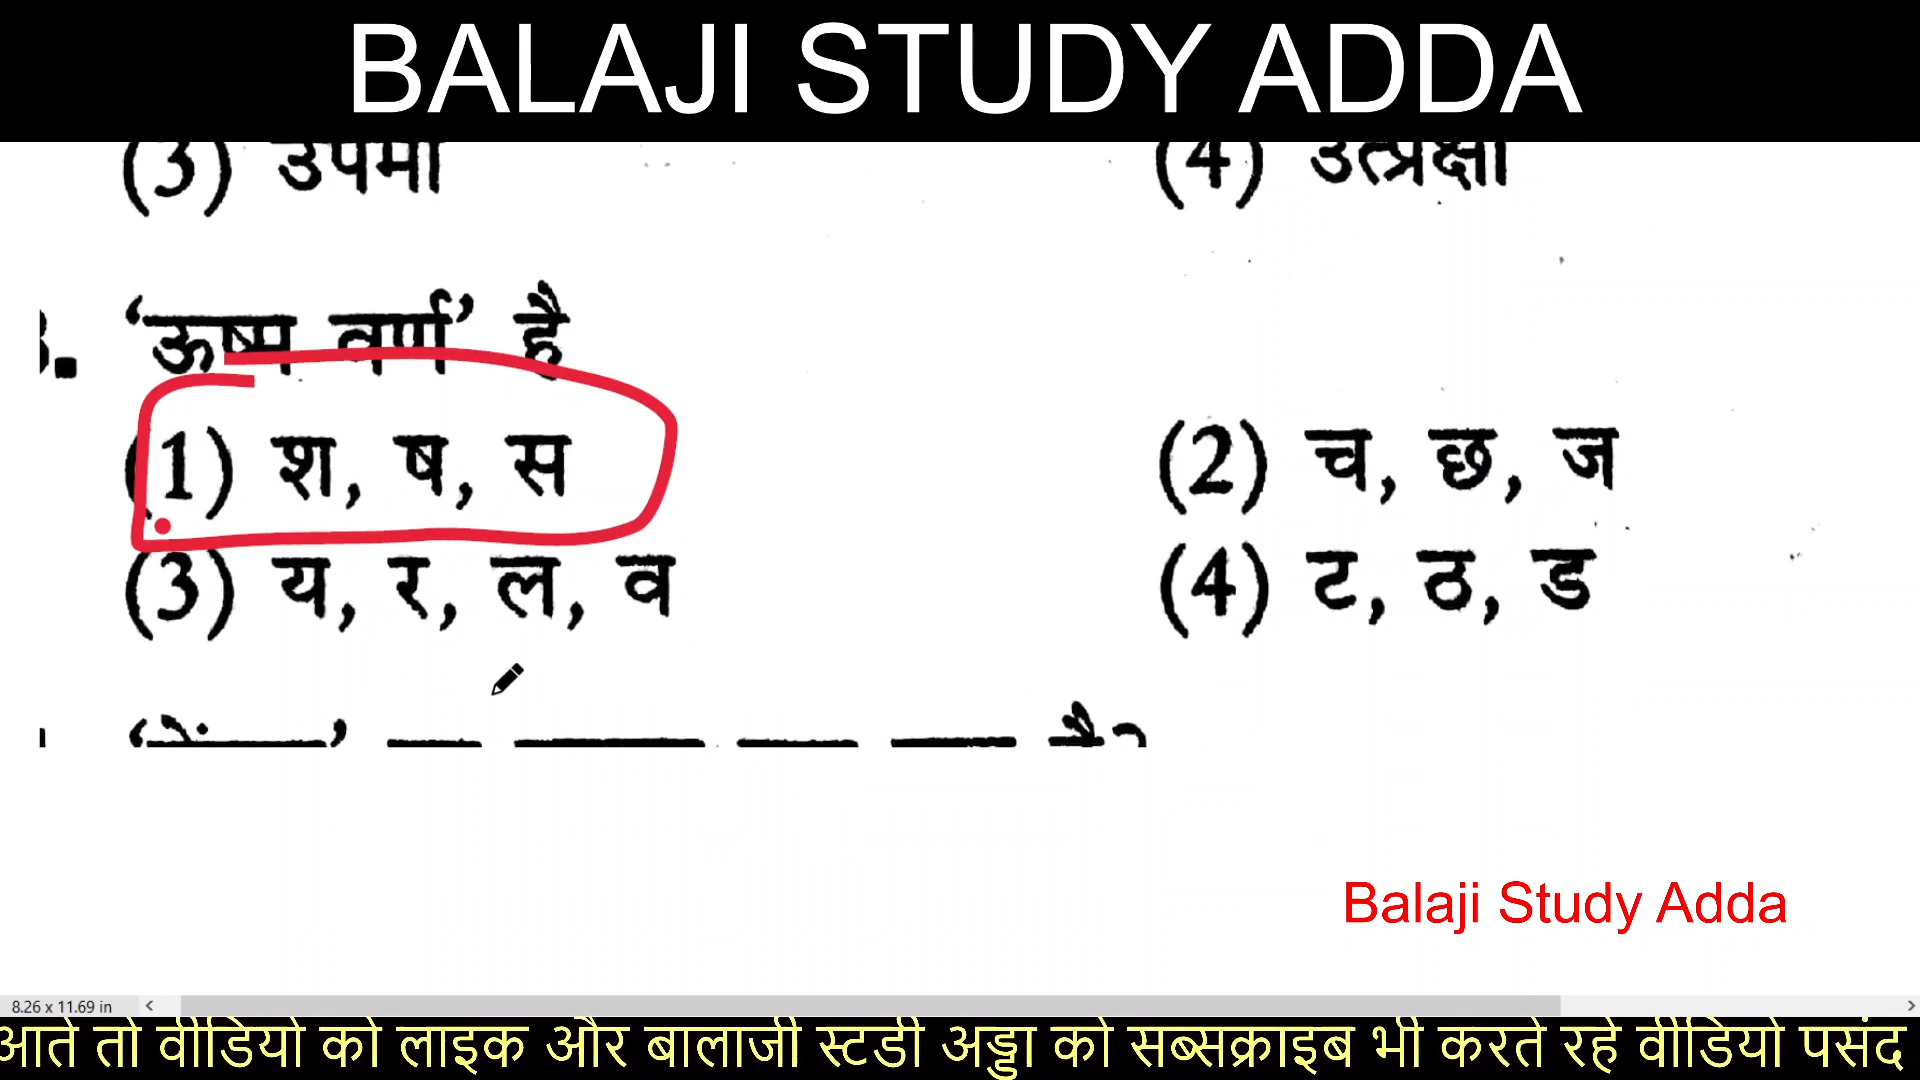 BALAJI STUDY ADDA
(3) उपमा (4) उत्प्रेक्षा
'ऊष्म वर्ण' है
(1) श, ष, स (2) च, छ, ज
(3) य, र, ल, व (4) ट, ठ, ड
Balaji Study Adda
8.26 x 11.69 in
आते तो वीडियो को लाइक और बालाजी स्टडी अड्डा को सब्सक्राइब भी करते रहे वीडियो पसंद